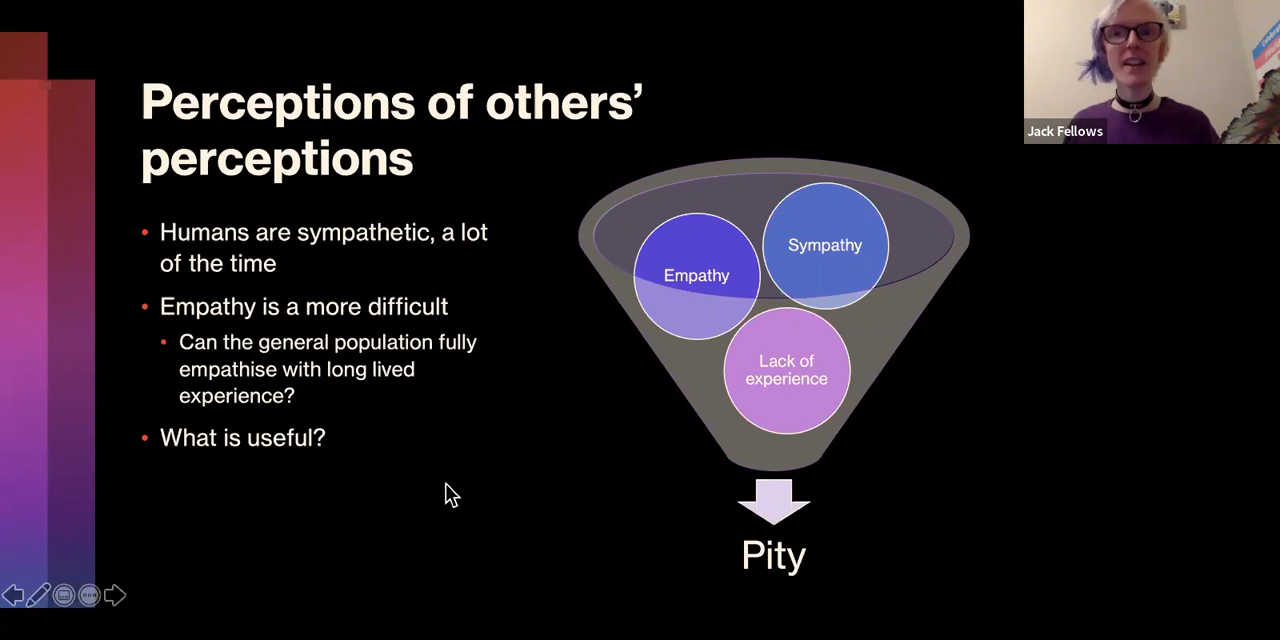 Perceptions of others’
perceptions
• Humans are sympathetic, a lot
of the time
• Empathy is a more difficult
• Can the general population fully
empathise with long lived
experience?
• What is useful?
Sympathy
Empathy
Lack of
experience
Pity
Jack Fellows